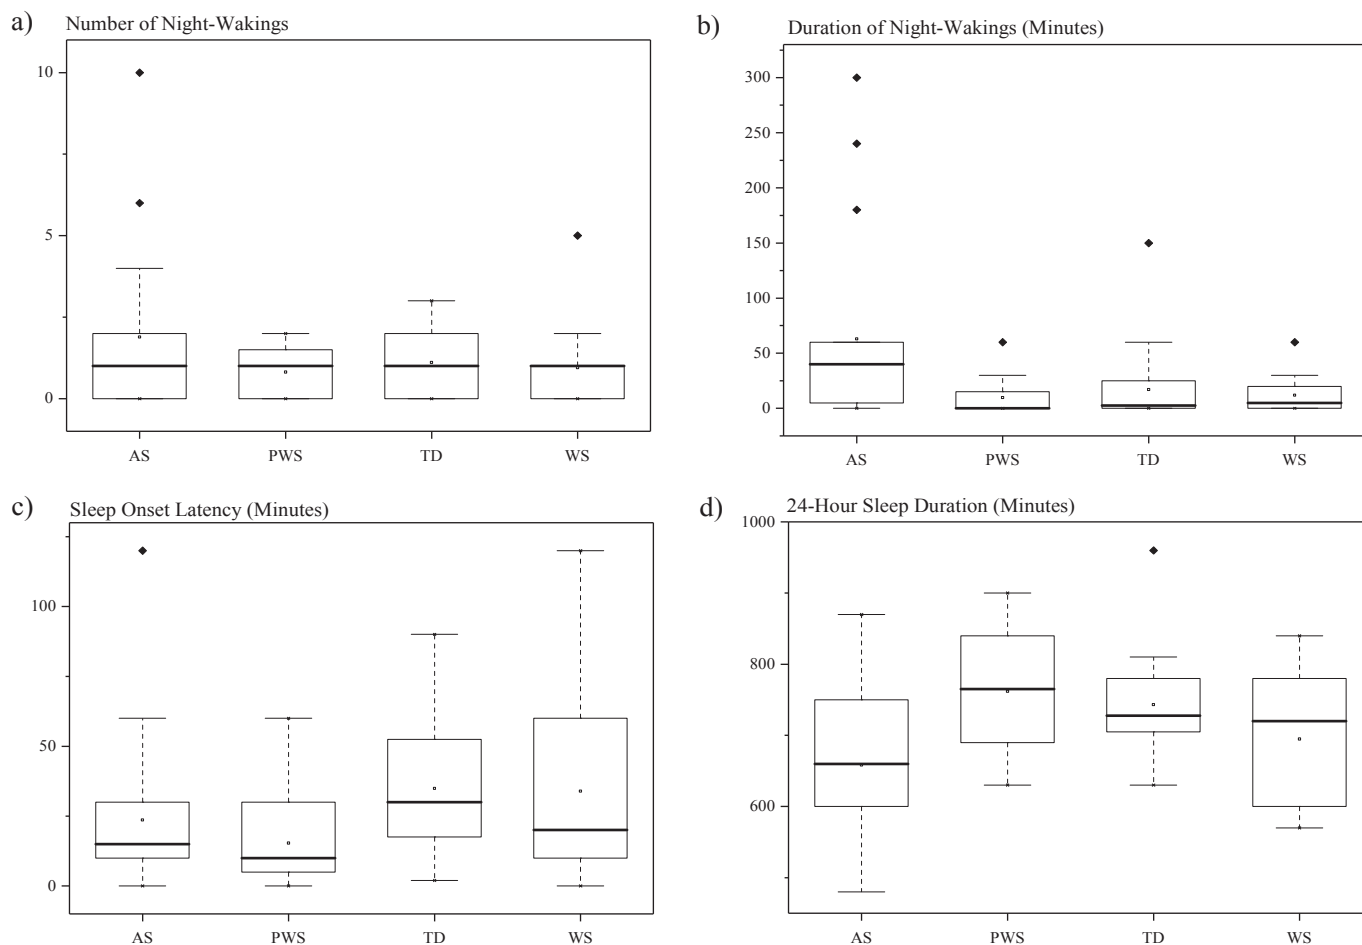 a) Number of Night-Wakings
10
5
0
AS PWS TD WS
b) Duration of Night-Wakings (Minutes)
300
250
200
150
100
50
0
AS PWS TD WS
c) Sleep Onset Latency (Minutes)
100
50
0
AS PWS TD WS
d) 24-Hour Sleep Duration (Minutes)
1000
800
600
AS PWS TD WS